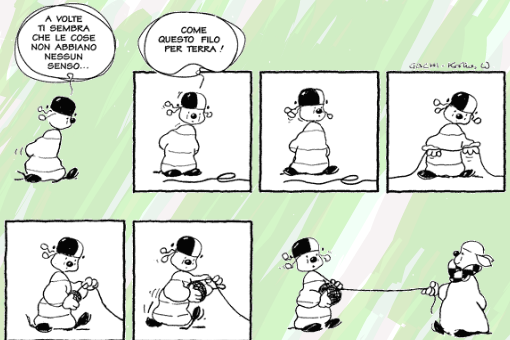 A VOLTE
TI SEMBRA
CHE LE COSE
NON ABBIANO
NESSUN
SENSO...
COME
QUESTO FILO
PER TERRA!